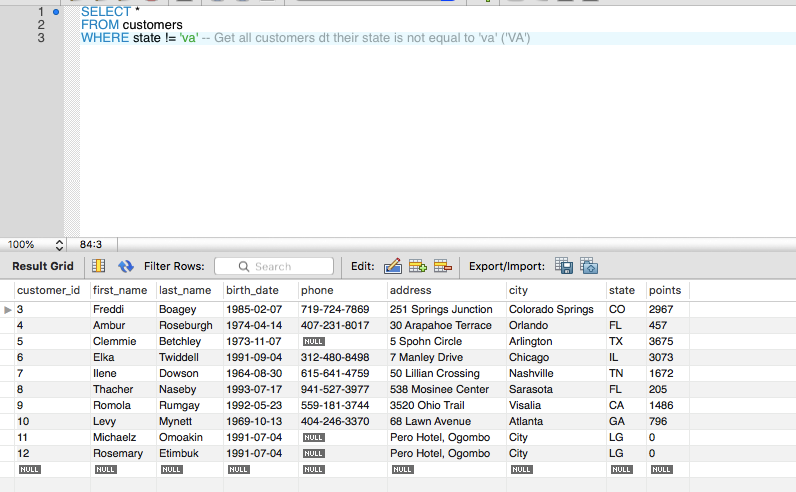 1 SELECT *
2 FROM customers
3 WHERE state != 'va' -- Get all customers dt their state is not equal to 'va' ('VA')
100% 84:3
Result Grid Filter Rows: Search Edit: Export/Import:
customer_id first_name last_name birth_date phone address city state points
3 Freddi Boagey 1985-02-07 719-724-7869 251 Springs Junction Colorado Springs CO 2967
4 Ambur Roseburgh 1974-04-14 407-231-8017 30 Arapahoe Terrace Orlando FL 457
5 Clemmie Betchley 1973-11-07 NULL 5 Spohn Circle Arlington TX 3675
6 Elka Twiddell 1991-09-04 312-480-8498 7 Manley Drive Chicago IL 3073
7 Ilene Dowson 1964-08-30 615-641-4759 50 Lillian Crossing Nashville TN 1672
8 Thacher Naseby 1993-07-17 941-527-3977 538 Mosinee Center Sarasota FL 205
9 Romola Rumgay 1992-05-23 559-181-3744 3520 Ohio Trail Visalia CA 1486
10 Levy Mynett 1969-10-13 404-246-3370 68 Lawn Avenue Atlanta GA 796
11 Michaelz Omoakin 1991-07-04 NULL Pero Hotel, Ogombo City LG 0
12 Rosemary Etimbuk 1991-07-04 NULL Pero Hotel, Ogombo City LG 0
NULL NULL NULL NULL NULL NULL NULL NULL NULL